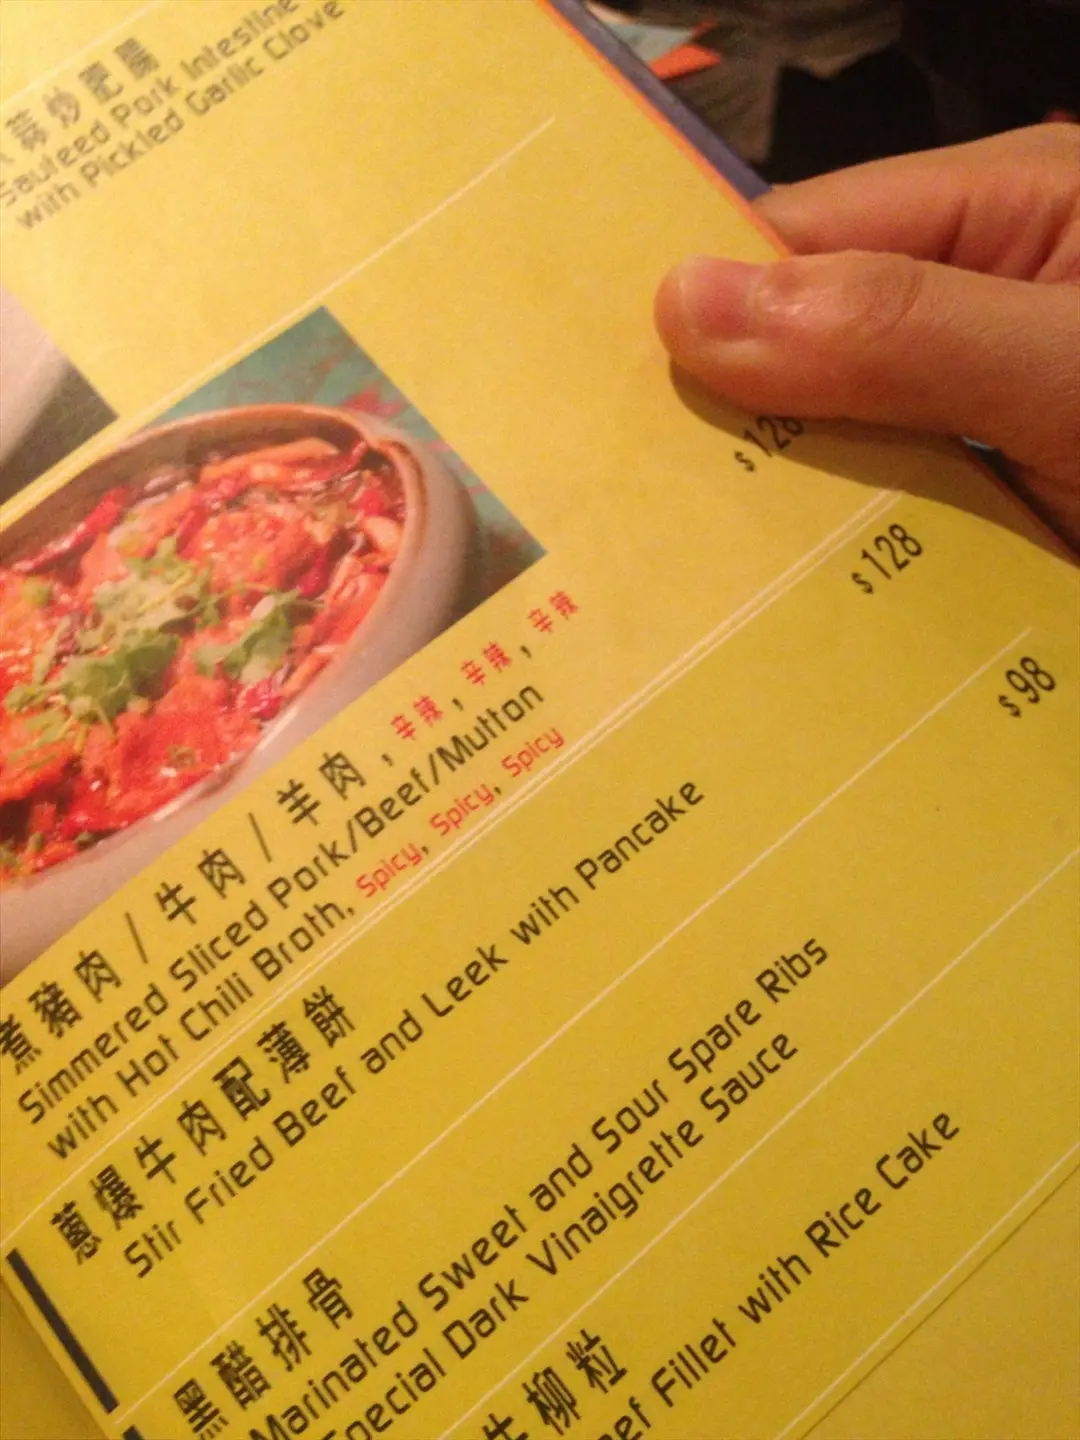 蒜炒肥腸
Sauteed Pork Intestine
with Pickled Garlic Clove
煮豬肉 / 牛肉 / 羊肉，辛辣，辛辣，辛辣
Simmered Sliced Pork/Beef/Mutton
with Hot Chili Broth, Spicy, Spicy, Spicy
$ 128
蔥爆牛肉配薄餅
Stir Fried Beef and Leek with Pancake
$ 128
黑醋排骨
Marinated Sweet and Sour Spare Ribs
Special Dark Vinaigrette Sauce
$ 98
牛柳粒
Fillet with Rice Cake